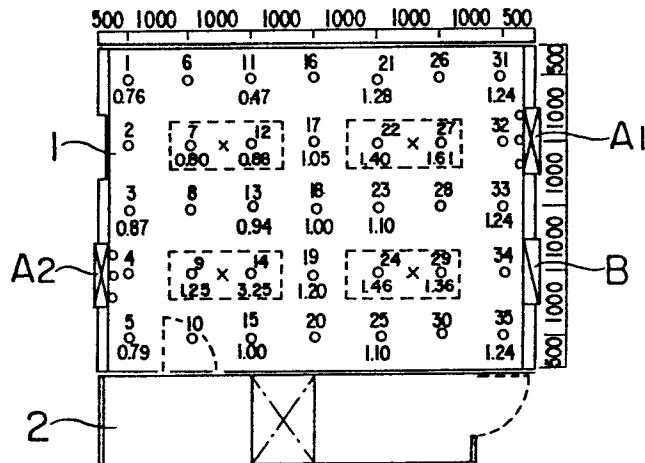 500 1000 1000 1000 1000 1000 1000 500
1 6 11 16 21 26 31
0.76 0.47 1.28 1.24
500
1000
1000
1000
1000
500
1 2 7 × 12 17 22 × 27 32 A1
0.80 0.88 1.05 1.40 1.61
3 8 13 18 23 28 33
0.87 0.94 1.00 1.10 1.24
A2 4 9 × 14 19 24 × 29 34 B
1.25 3.25 1.20 1.46 1.36
5 10 15 20 25 30 35
0.79 1.00 1.10 1.24
2